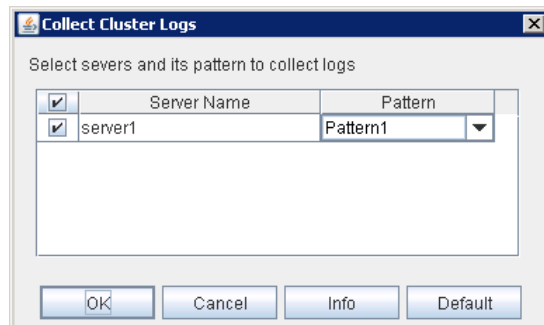 Collect Cluster Logs
Select severs and its pattern to collect logs
Server Name Pattern
server1 Pattern1
OK Cancel Info Default